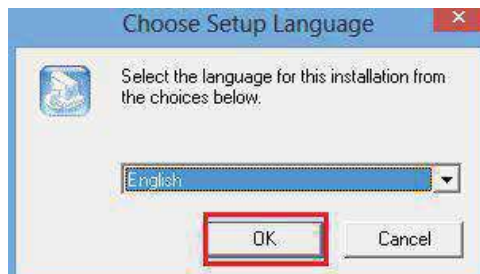 Choose Setup Language
Select the language for this installation from
the choices below.
English
OK
Cancel